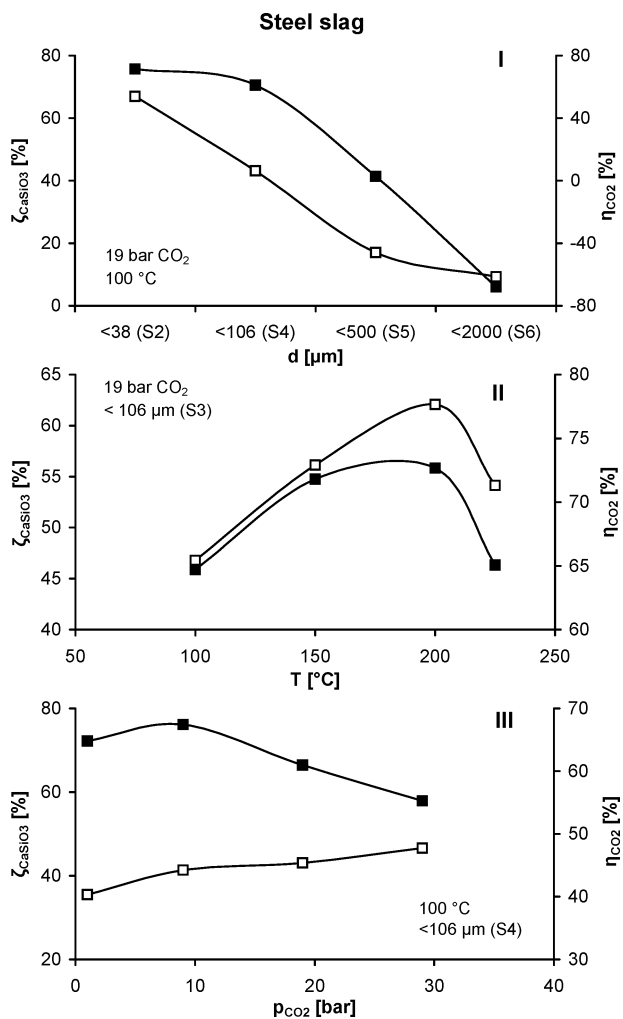 Steel slag
I
80
60
40
20
0
ζCaSiO3 [%]
80
40
0
-40
-80
ηCO2 [%]
19 bar CO2
100 °C
<38 (S2) <106 (S4) <500 (S5) <2000 (S6)
d [µm]
II
65
60
55
50
45
40
ζCaSiO3 [%]
80
75
70
65
60
ηCO2 [%]
19 bar CO2
< 106 µm (S3)
50 100 150 200 250
T [°C]
III
80
60
40
20
ζCaSiO3 [%]
70
60
50
40
30
ηCO2 [%]
100 °C
<106 µm (S4)
0 10 20 30 40
pCO2 [bar]